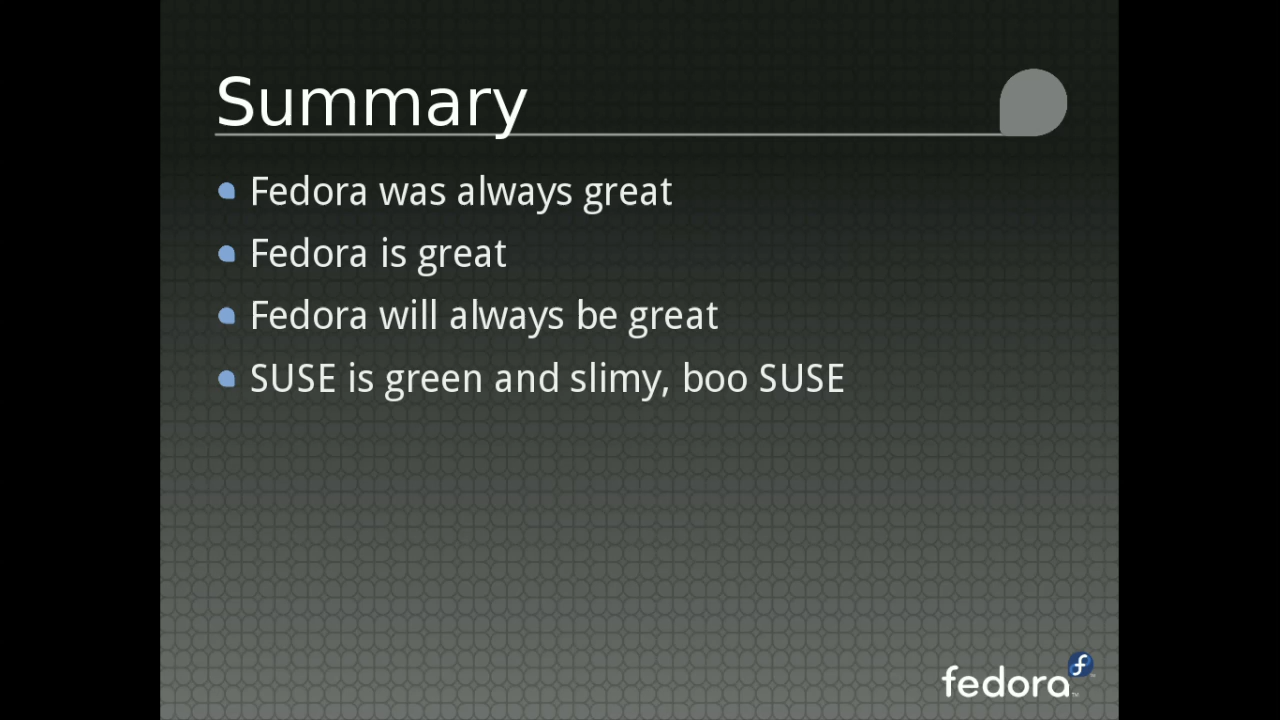 Summary
Fedora was always great
Fedora is great
Fedora will always be great
SUSE is green and slimy, boo SUSE
fedora